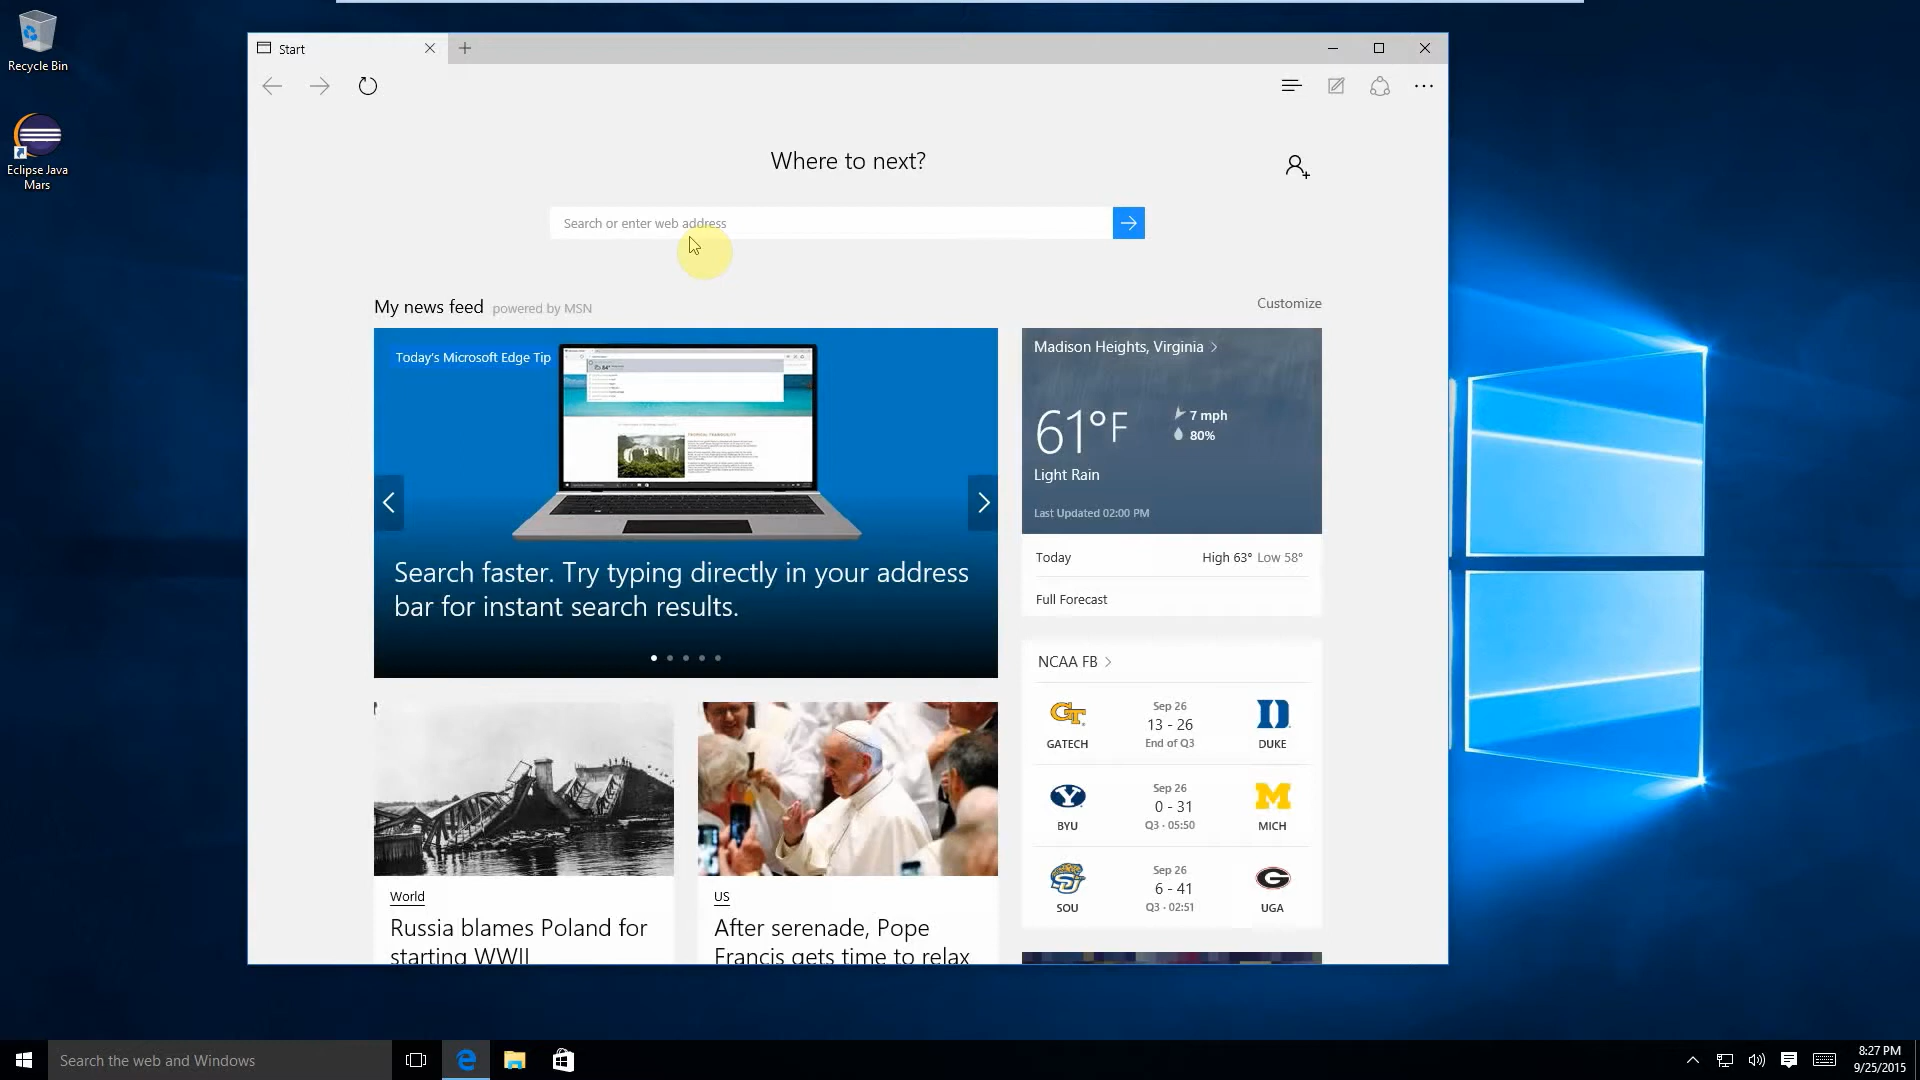 Recycle Bin
Eclipse Java
Mars
Start
Where to next?
Search or enter web address
My news feed powered by MSN
Customize
Today's Microsoft Edge Tip
Search faster. Try typing directly in your address
bar for instant search results.
Madison Heights, Virginia
61°F
7 mph
80%
Light Rain
Last Updated 02:00 PM
Today High 63° Low 58°
Full Forecast
NCAA FB
Sep 26
GT
13 - 26
GATECH End of Q3 DUKE
Sep 26
Y 0 - 31 M
BYU Q3 - 05:50 MICH
Sep 26
SU 6 - 41 G
SOU Q3 - 02:51 UGA
World
Russia blames Poland for
starting WWII
US
After serenade, Pope
Francis gets time to relax
Search the web and Windows
8:27 PM
9/25/2015